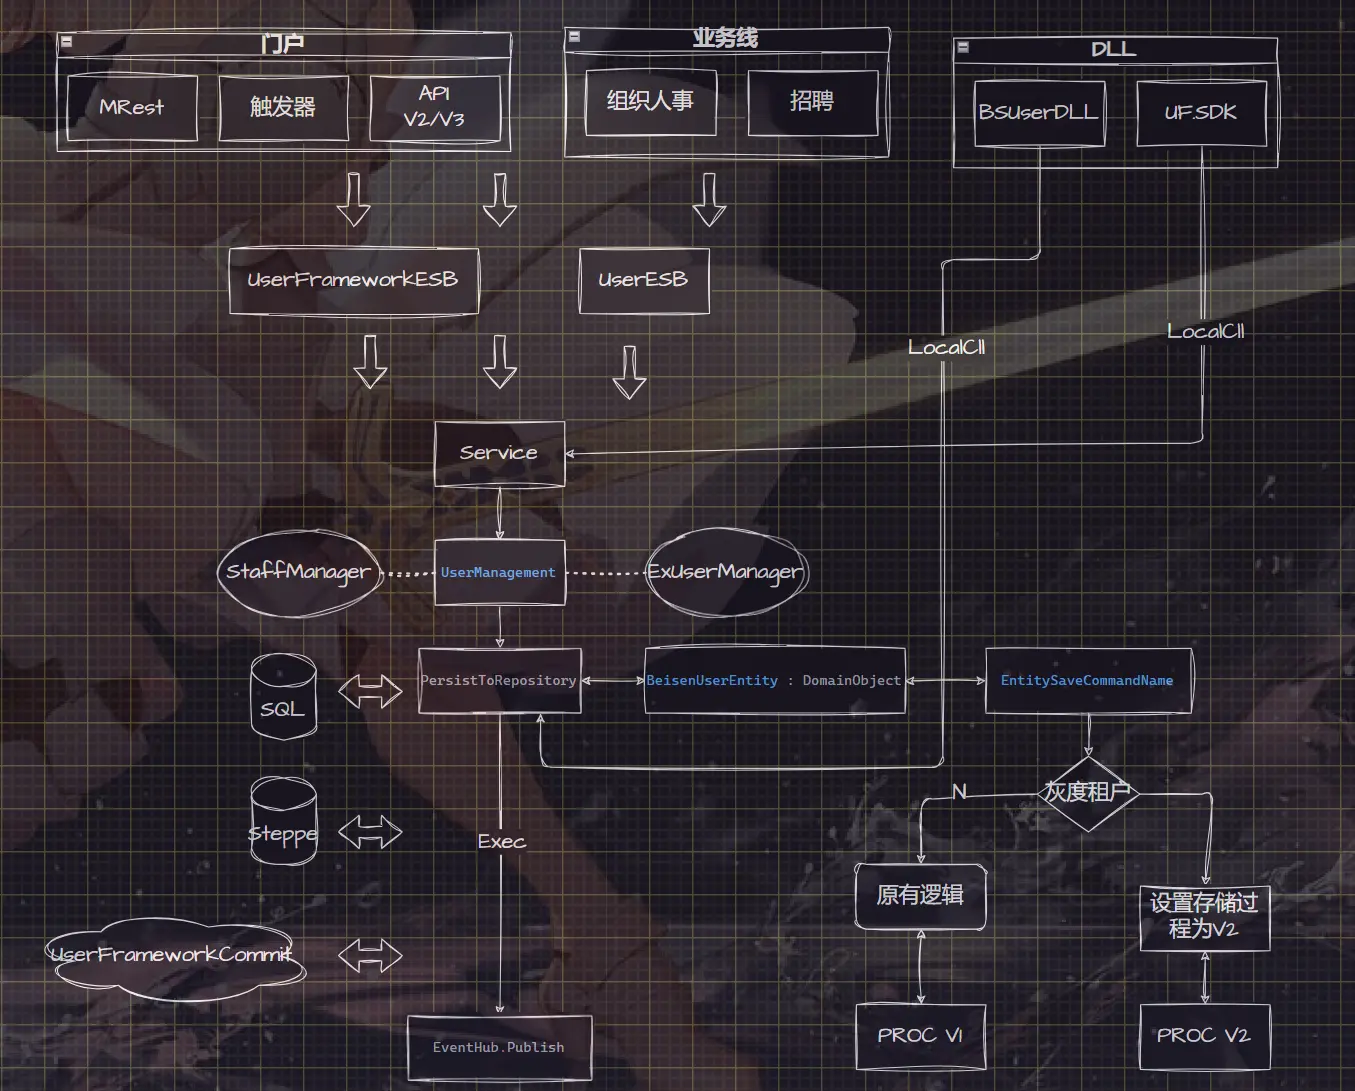 门户
MRest
触发器
API
V2/V3
业务线
组织人事
招聘
DLL
BSUserDLL
UF.SDK
UserFrameworkESB
UserESB
LocalCll
LocalCll
Service
StaffManager
UserManagement
ExUserManager
SQL
PersistToRepository
BeisenUserEntity : DomainObject
EntitySaveCommandName
灰度租户
N
Steppe
Exec
原有逻辑
设置存储过
程为V2
UserFrameworkCommit
EventHub.Publish
PROC V1
PROC V2